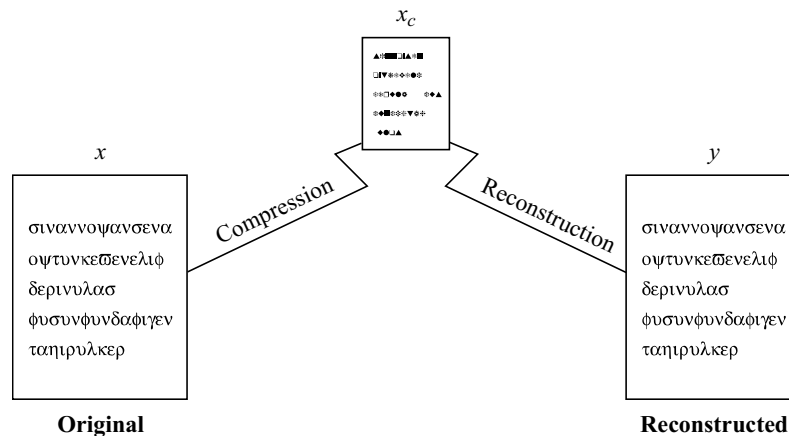 x_c
x
y
Compression
Reconstruction
σιναννοψανσενα
οψτυνκεϖενελιφ
δερινυλασ
φυσυνφυνδαφιγεν
ταηιρυλκερ
σιναννοψανσενα
οψτυνκεϖενελιφ
δερινυλασ
φυσυνφυνδαφιγεν
ταηιρυλκερ
Original
Reconstructed